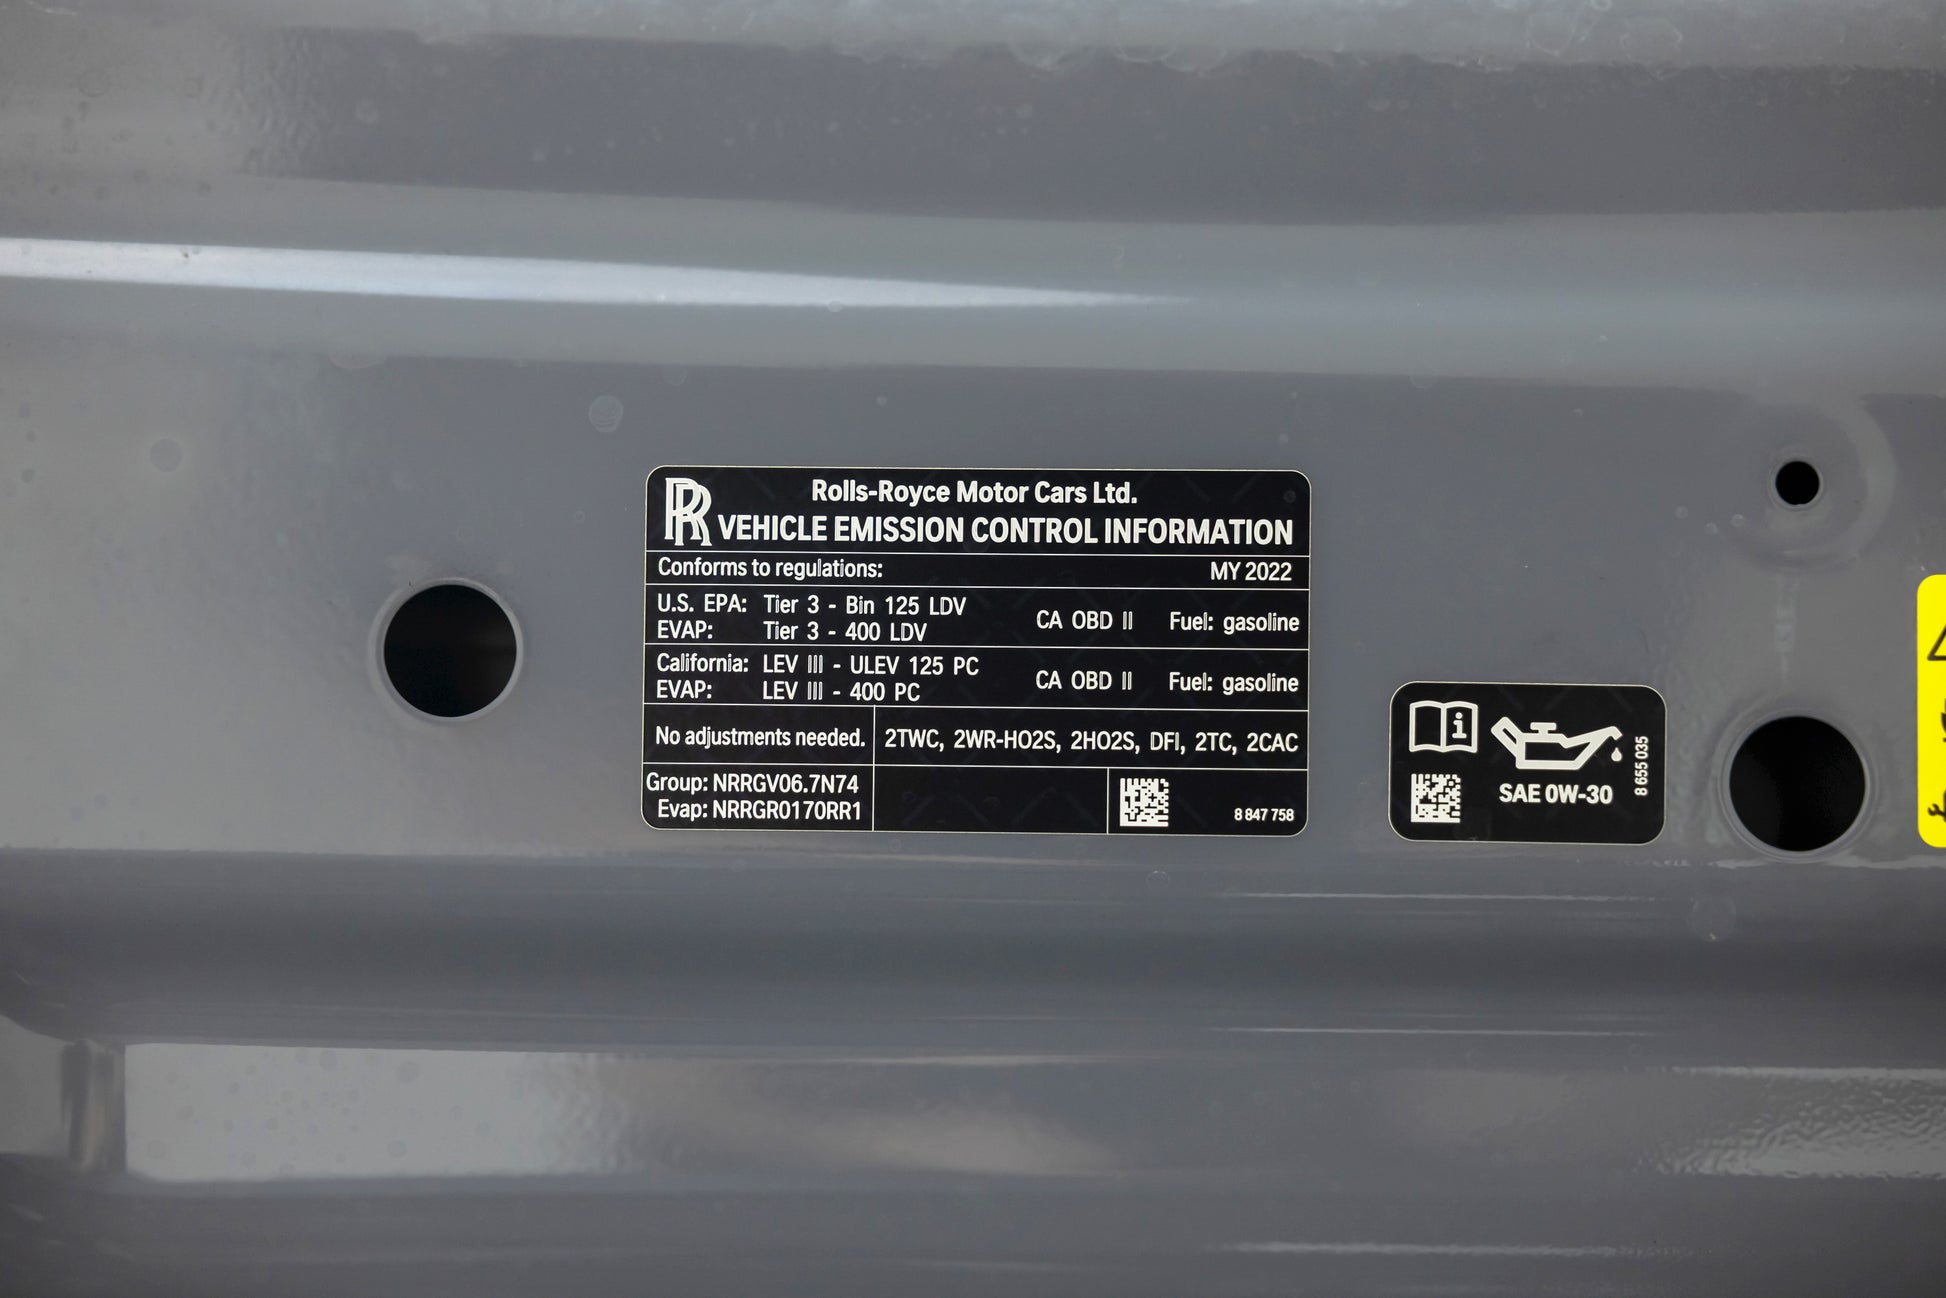 RR
Rolls-Royce Motor Cars Ltd.
VEHICLE EMISSION CONTROL INFORMATION
Conforms to regulations: MY 2022
U.S. EPA: Tier 3 - Bin 125 LDV
EVAP: Tier 3 - 400 LDV
CA OBD II Fuel: gasoline
California: LEV III - ULEV 125 PC
EVAP: LEV III - 400 PC
CA OBD II Fuel: gasoline
No adjustments needed. 2TWC, 2WR-HO2S, 2HO2S, DFI, 2TC, 2CAC
Group: NRRGV06.7N74
Evap: NRRGR0170RR1
8 847 758
i
SAE 0W-30
8 655 035